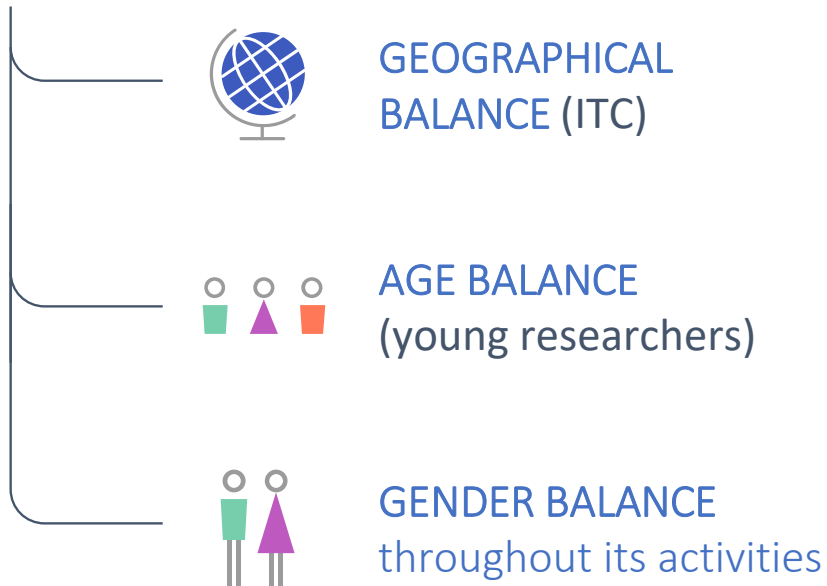 GEOGRAPHICAL
BALANCE (ITC)
AGE BALANCE
(young researchers)
GENDER BALANCE
throughout its activities